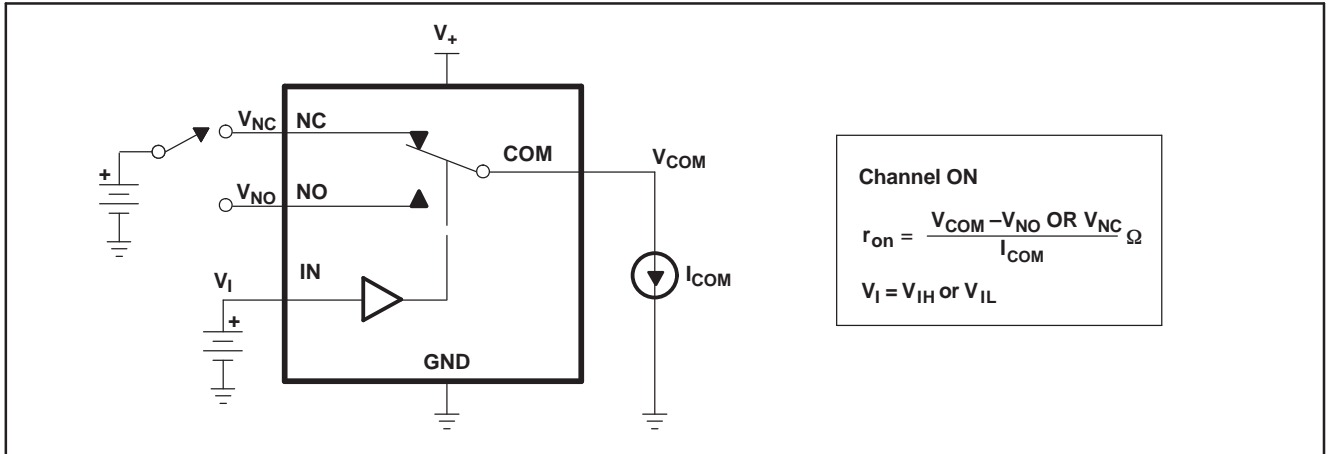 V+
VNC NC
COM
VCOM
+
VNO NO
VI
IN
+
ICOM
GND
Channel ON
ron = VCOM –VNO OR VNC
ICOM
Ω
VI = VIH or VIL